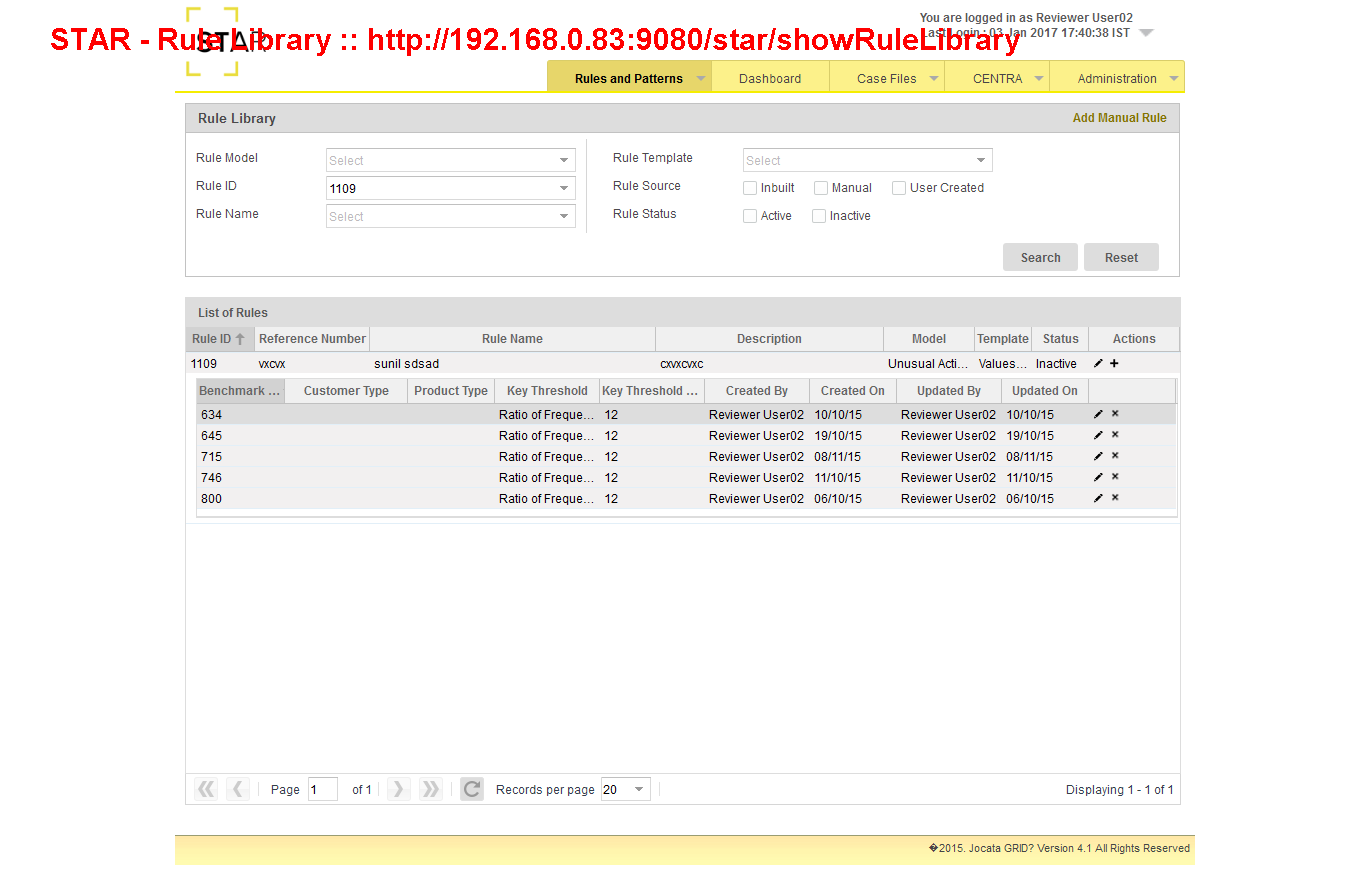 You are logged in as Reviewer User02
STAR
STAR - Rule Library :: http://192.168.0.83:9080/star/showRuleLibrary
Last Login : 03 Jan 2017 17:40:38 IST
Rules and Patterns Dashboard Case Files CENTRA Administration
Rule Library Add Manual Rule
Rule Model Select Rule Template Select
Rule ID 1109 Rule Source Inbuilt Manual User Created
Rule Name Select Rule Status Active Inactive
Search Reset
List of Rules
Rule ID Reference Number Rule Name Description Model Template Status Actions
1109 vxcvx sunil sdsad cxvxcvxc Unusual Acti... Values... Inactive
Benchmark ... Customer Type Product Type Key Threshold Key Threshold ... Created By Created On Updated By Updated On
634 Ratio of Freque... 12 Reviewer User02 10/10/15 Reviewer User02 10/10/15
645 Ratio of Freque... 12 Reviewer User02 19/10/15 Reviewer User02 19/10/15
715 Ratio of Freque... 12 Reviewer User02 08/11/15 Reviewer User02 08/11/15
746 Ratio of Freque... 12 Reviewer User02 11/10/15 Reviewer User02 11/10/15
800 Ratio of Freque... 12 Reviewer User02 06/10/15 Reviewer User02 06/10/15
Page 1 of 1 Records per page 20 Displaying 1 - 1 of 1
�2015. Jocata GRID? Version 4.1 All Rights Reserved